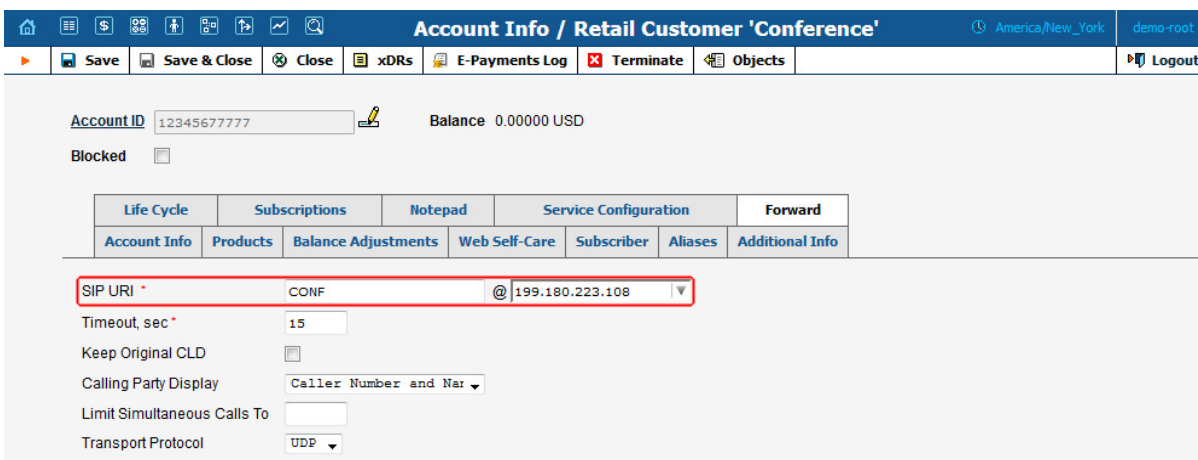 Account Info / Retail Customer 'Conference' America/New_York demo-root
Save Save & Close Close xDRs E-Payments Log Terminate Objects Logout
Account ID 12345677777 Balance 0.00000 USD
Blocked
Life Cycle Subscriptions Notepad Service Configuration Forward
Account Info Products Balance Adjustments Web Self-Care Subscriber Aliases Additional Info
SIP URI * CONF @ 199.180.223.108
Timeout, sec * 15
Keep Original CLD
Calling Party Display Caller Number and Nar
Limit Simultaneous Calls To
Transport Protocol UDP